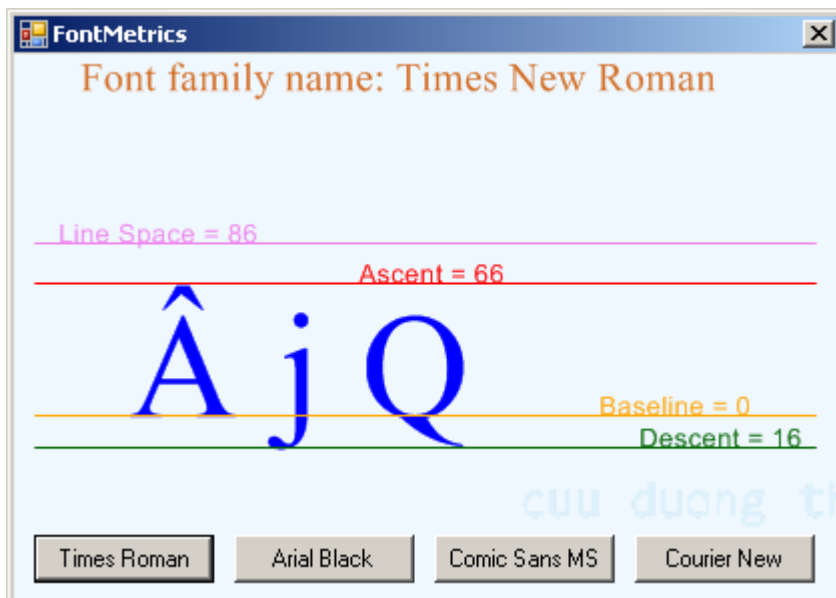 FontMetrics
Font family name: Times New Roman
Line Space = 86
Ascent = 66
Â j Q
Baseline = 0
Descent = 16
cuu duong th
Times Roman Arial Black Comic Sans MS Courier New